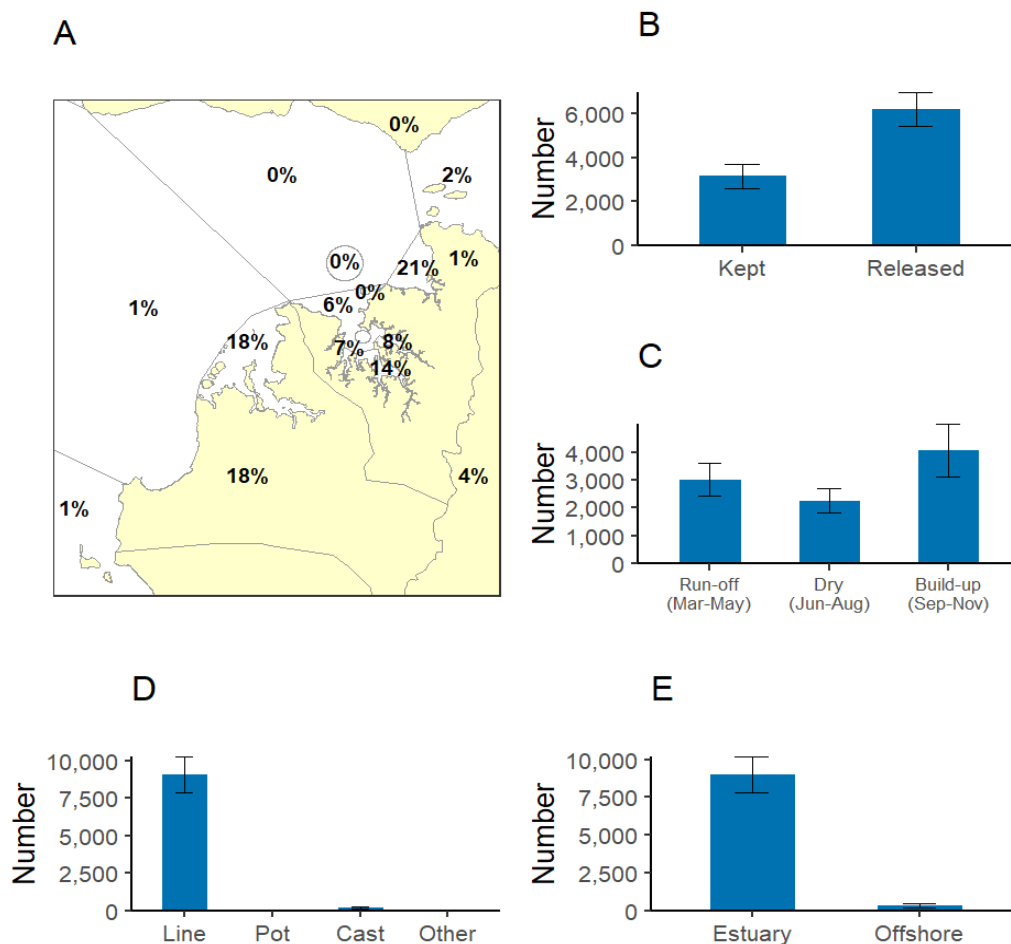 A
0%
0%
2%
0%
21%
1%
0%
6%
1%
18%
7%
8%
14%
18%
4%
1%
B
Number
6,000
4,000
2,000
0
Kept Released
C
Number
4,000
3,000
2,000
1,000
0
Run-off Dry Build-up
(Mar-May) (Jun-Aug) (Sep-Nov)
D
Number
10,000
7,500
5,000
2,500
0
Line Pot Cast Other
E
Number
10,000
7,500
5,000
2,500
0
Estuary Offshore